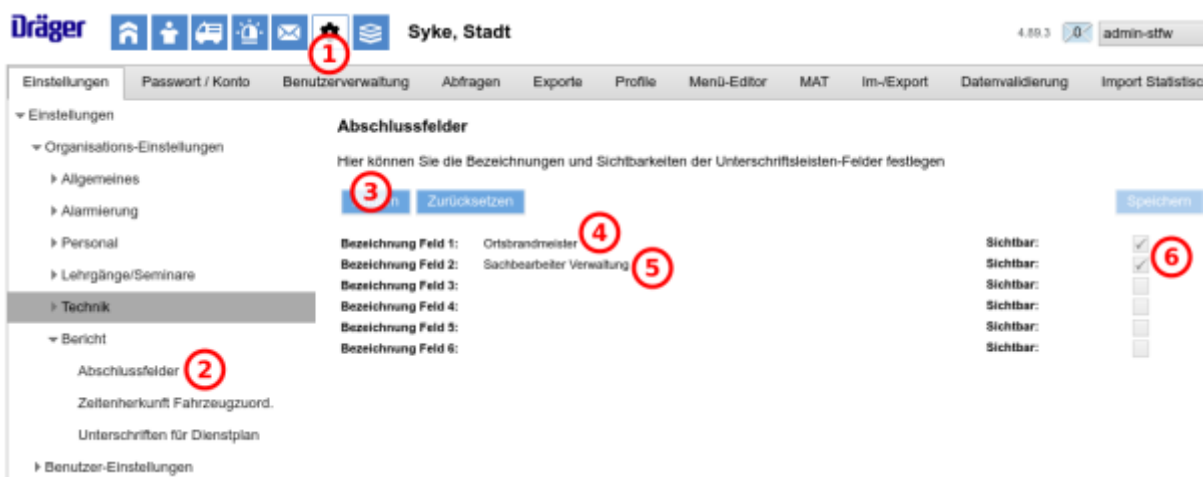 Dräger Syke, Stadt 4.89.3 0 admin-stfw
1
Einstellungen Passwort / Konto Benutzerverwaltung Abfragen Exporte Profile Menü-Editor MAT Im-/Export Datenvalidierung Import Statistisc
Einstellungen
Abschlussfelder
Organisations-Einstellungen
Hier können Sie die Bezeichnungen und Sichtbarkeiten der Unterschriftsleisten-Felder festlegen
Allgemeines
3 Zurücksetzen Speichern
Alarmierung
Personal
Bezeichnung Feld 1: Ortsbrandmeister 4 Sichtbar:
Bezeichnung Feld 2: Sachbearbeiter Verwaltung 5 Sichtbar: 6
Lehrgänge/Seminare
Bezeichnung Feld 3: Sichtbar:
Technik
Bezeichnung Feld 4: Sichtbar:
Bezeichnung Feld 5: Sichtbar:
Bericht
Bezeichnung Feld 6: Sichtbar:
Abschlussfelder 2
Zeitenherkunft Fahrzeugzuord.
Unterschriften für Dienstplan
Benutzer-Einstellungen